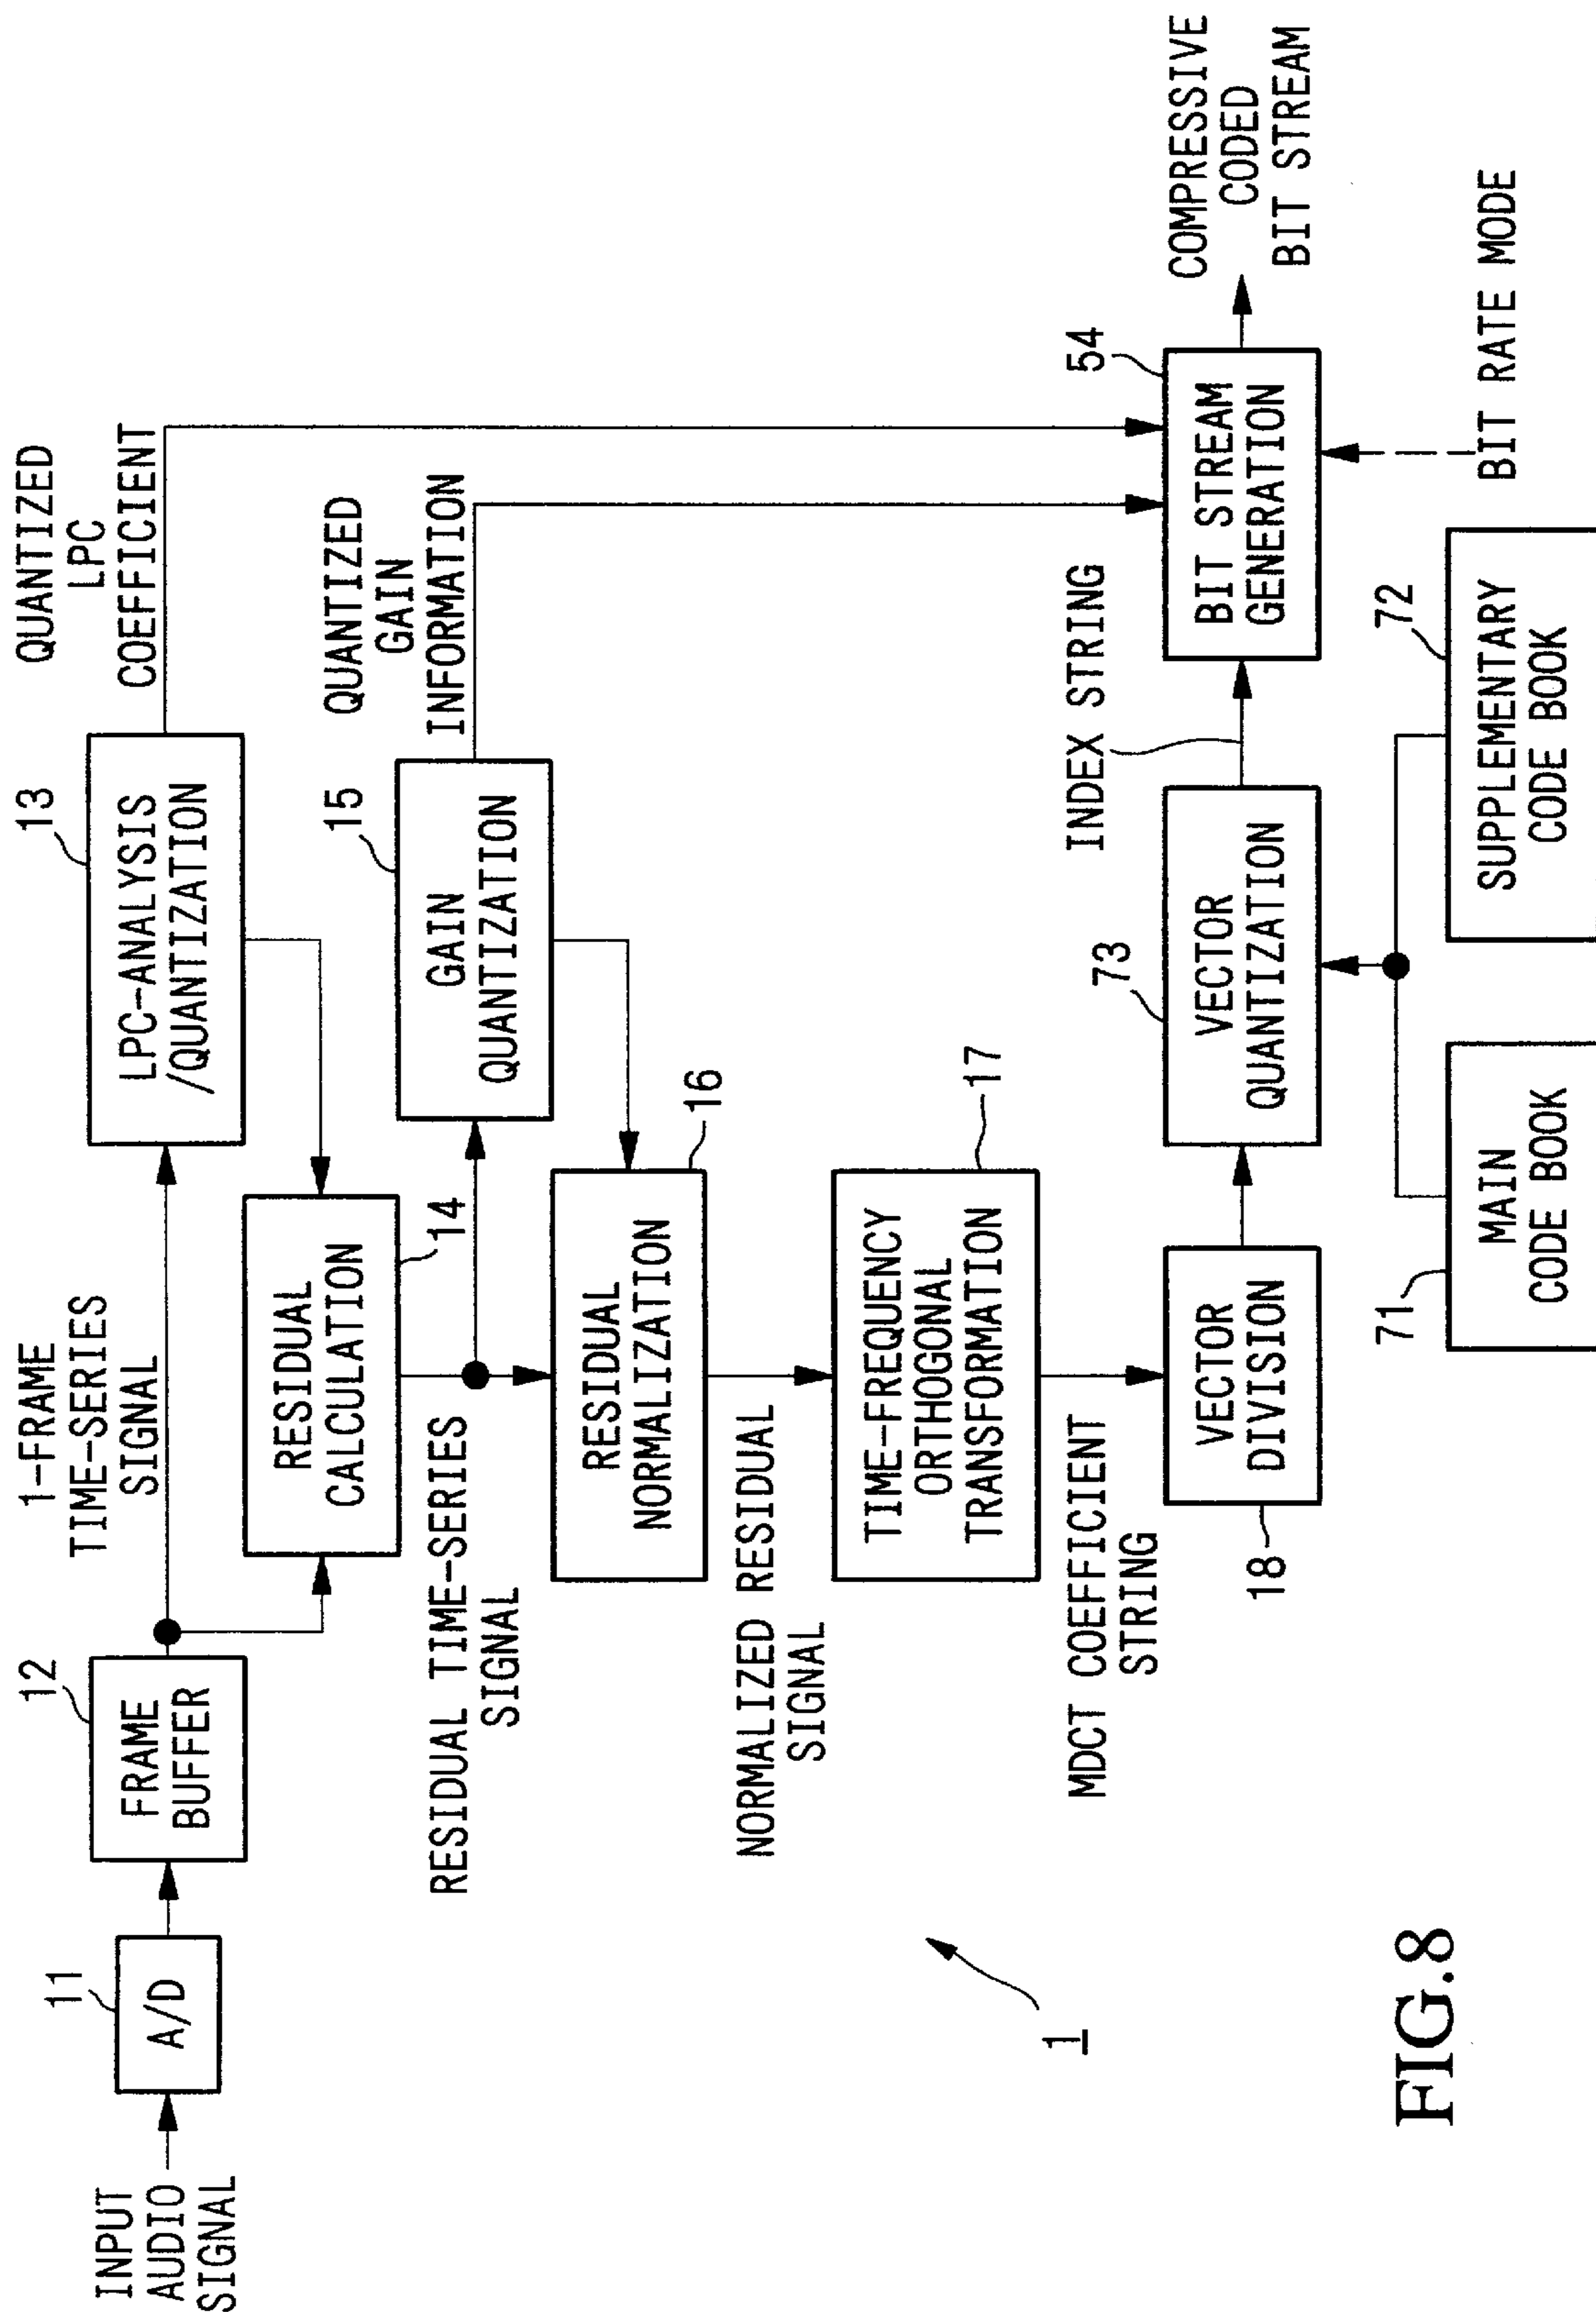 INPUT
AUDIO
SIGNAL
11
A/D
12
FRAME
BUFFER
1-FRAME
TIME-SERIES
SIGNAL
13
LPC-ANALYSIS
/QUANTIZATION
QUANTIZED
LPC
COEFFICIENT
RESIDUAL
CALCULATION
14
RESIDUAL TIME-SERIES
SIGNAL
15
GAIN
QUANTIZATION
QUANTIZED
GAIN
INFORMATION
RESIDUAL
NORMALIZATION
16
NORMALIZED RESIDUAL
SIGNAL
TIME-FREQUENCY
ORTHOGONAL
TRANSFORMATION
17
MDCT COEFFICIENT
STRING
18
VECTOR
DIVISION
73
VECTOR
QUANTIZATION
INDEX STRING
54
BIT STREAM
GENERATION
COMPRESSIVE
CODED
BIT STREAM
BIT RATE MODE
71
MAIN
CODE BOOK
72
SUPPLEMENTARY
CODE BOOK
1
FIG.8